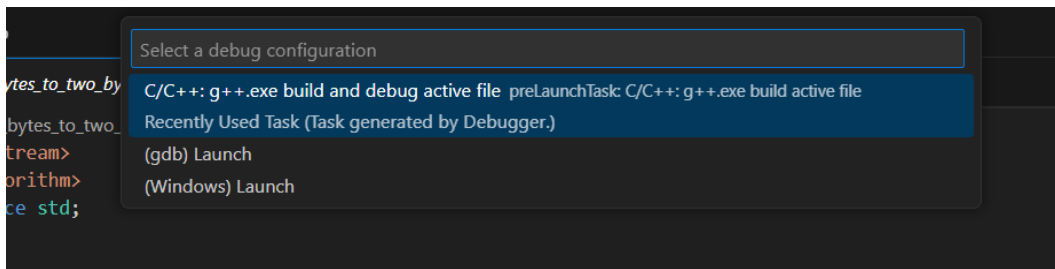 Select a debug configuration
ytes_to_two_by
C/C++: g++.exe build and debug active file preLaunchTask: C/C++: g++.exe build active file
_bytes_to_two_
Recently Used Task (Task generated by Debugger.)
tream>
(gdb) Launch
orithm>
(Windows) Launch
ce std;